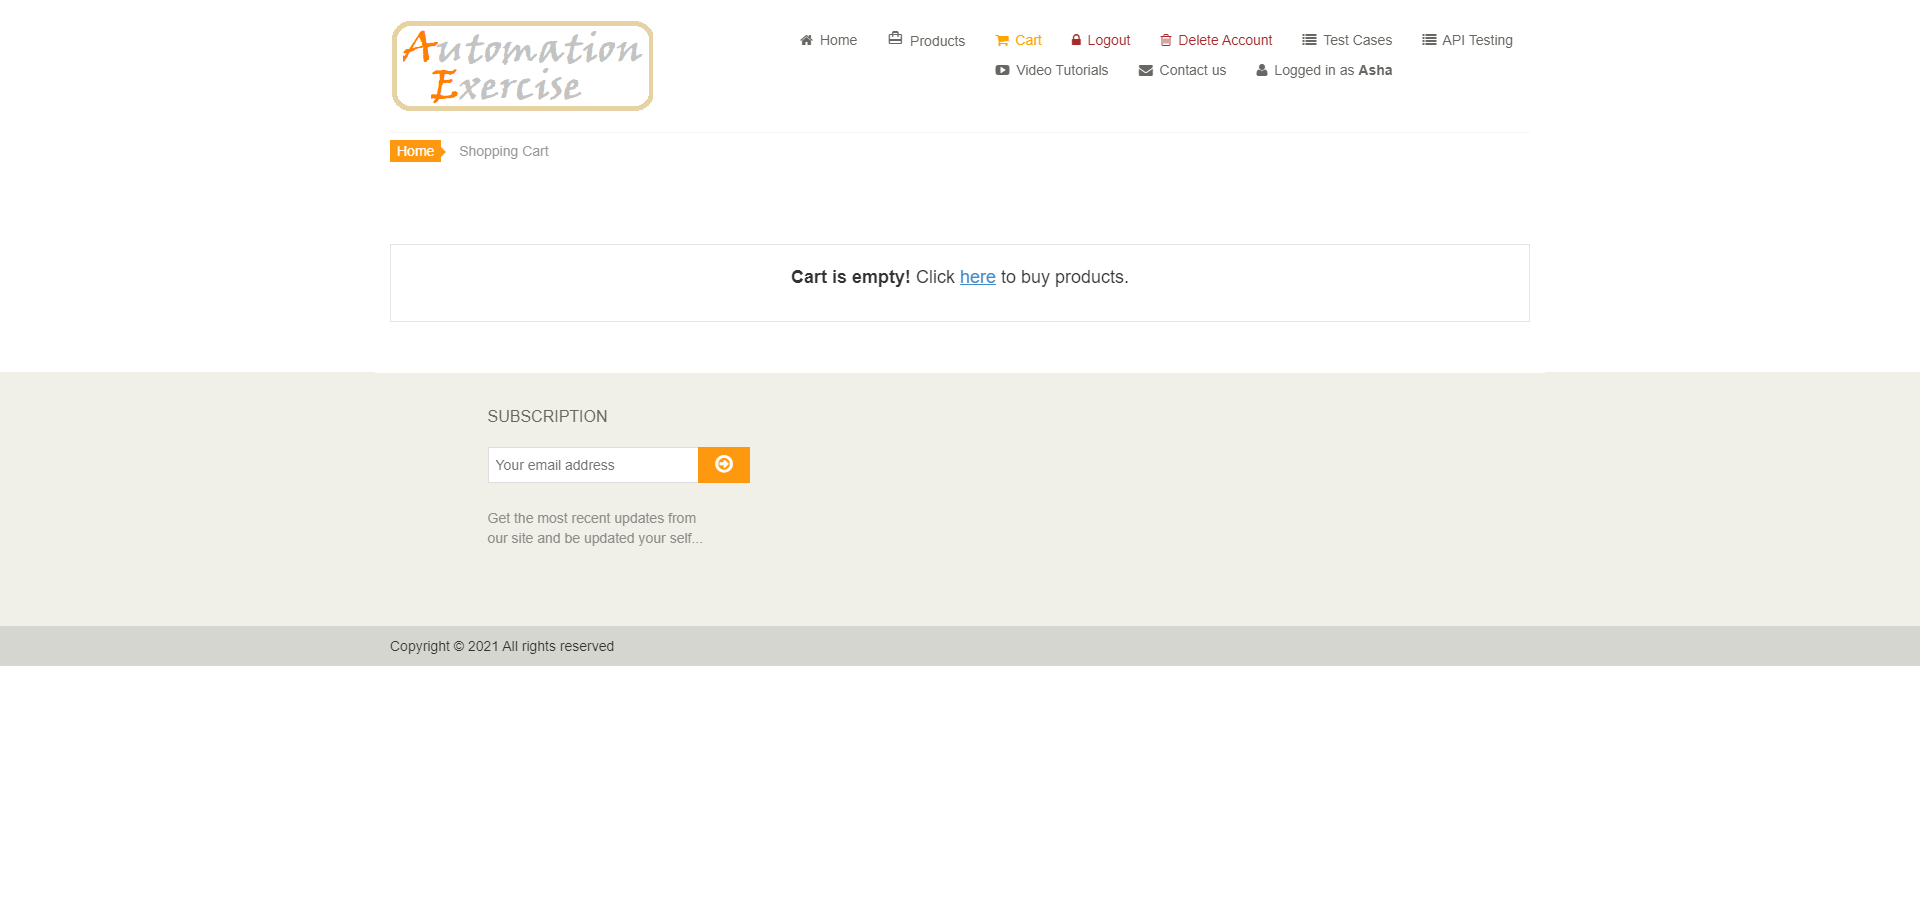 Automation
Exercise
Home
Products
Cart
Logout
Delete Account
Test Cases
API Testing
Video Tutorials
Contact us
Logged in as Asha
Home
Shopping Cart
Cart is empty! Click here to buy products.
SUBSCRIPTION
Your email address
Get the most recent updates from
our site and be updated your self...
Copyright © 2021 All rights reserved